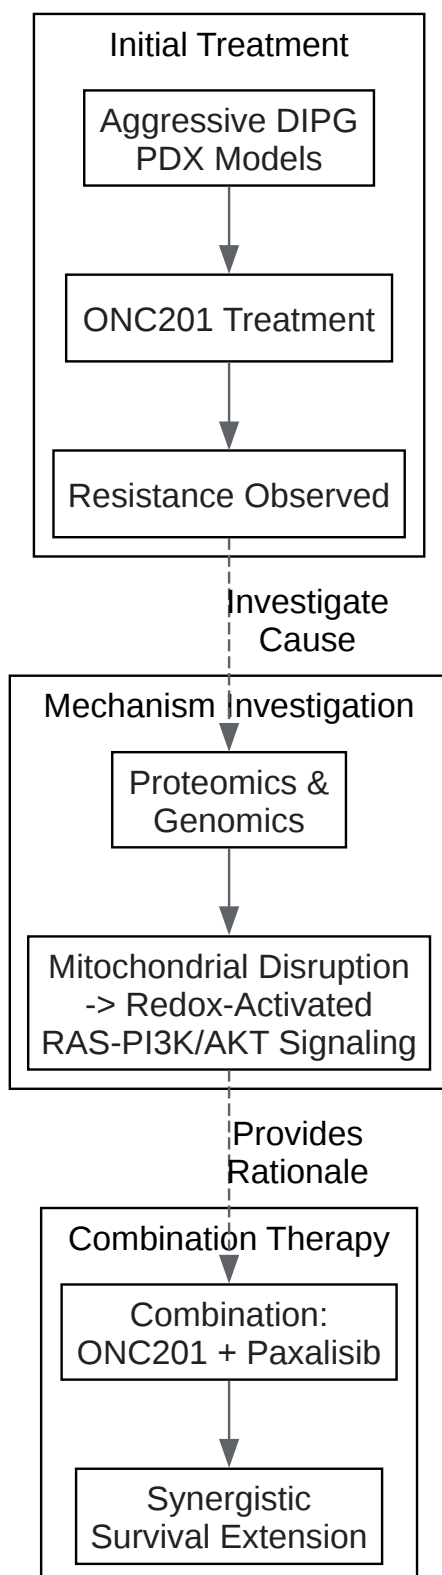 Initial Treatment
Aggressive DIPG
PDX Models
ONC201 Treatment
Resistance Observed
Investigate
Cause
Mechanism Investigation
Proteomics &
Genomics
Mitochondrial Disruption
-> Redox-Activated
RAS-PI3K/AKT Signaling
Provides
Rationale
Combination Therapy
Combination:
ONC201 + Paxalisib
Synergistic
Survival Extension